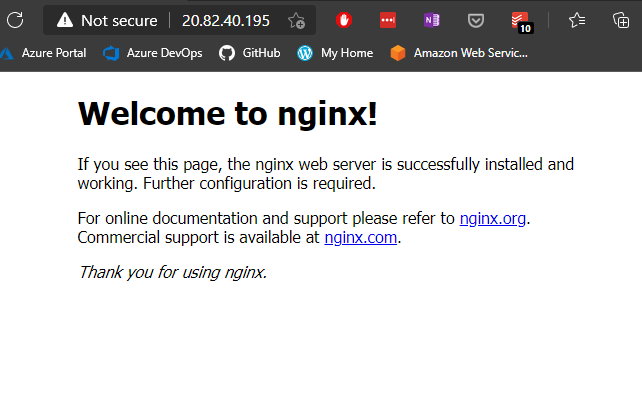 Not secure 20.82.40.195
10
Azure Portal Azure DevOps GitHub My Home Amazon Web Servic...
Welcome to nginx!
If you see this page, the nginx web server is successfully installed and
working. Further configuration is required.
For online documentation and support please refer to nginx.org.
Commercial support is available at nginx.com.
Thank you for using nginx.